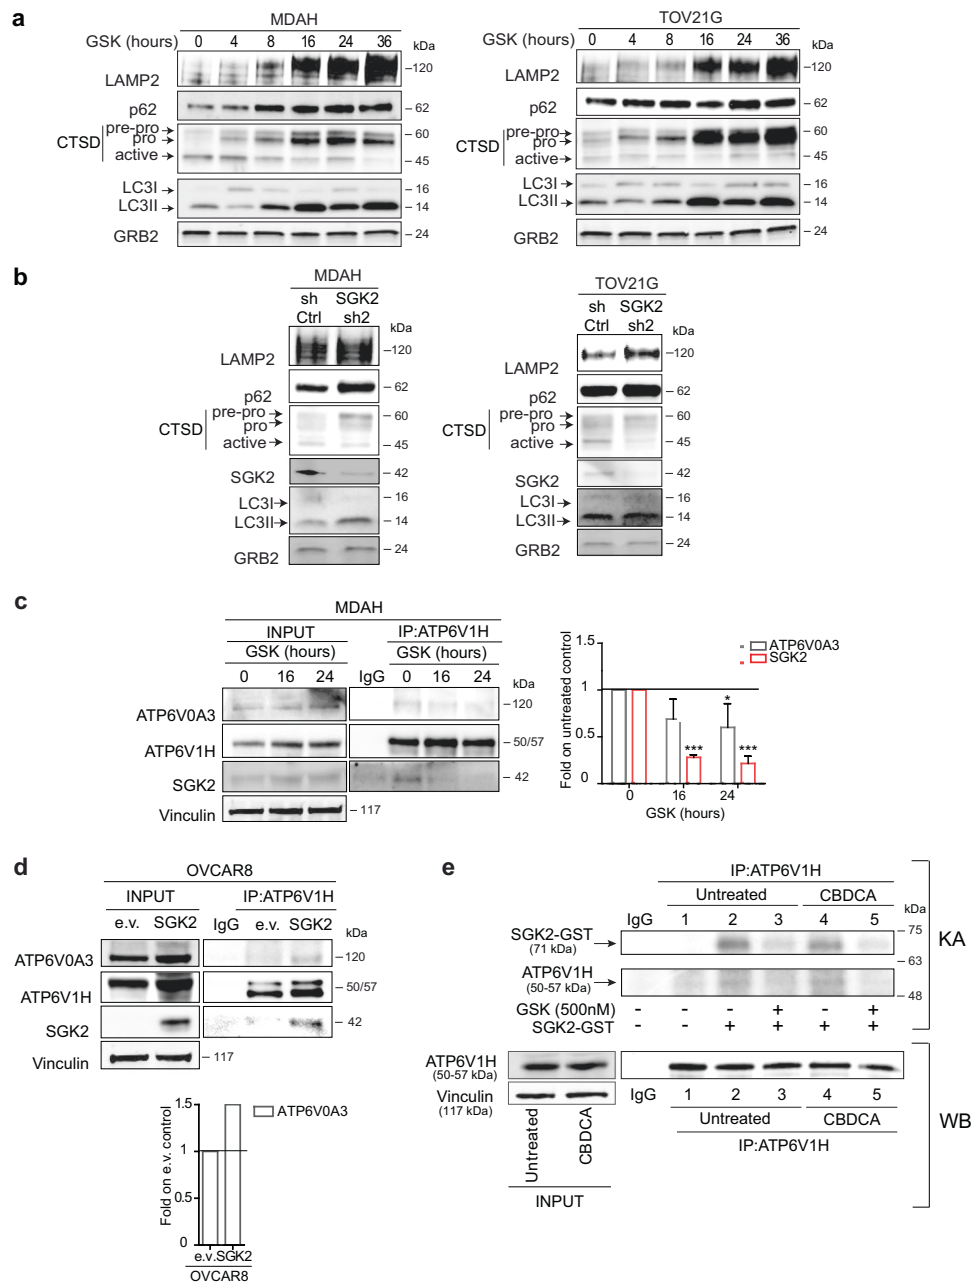 a
MDAH
GSK (hours) 0 4 8 16 24 36 kDa
LAMP2 120
p62 62
CTSD pre-pro 60
pro
active 45
LC3I 16
LC3II 14
GRB2 24
TOV21G
GSK (hours) 0 4 8 16 24 36 kDa
LAMP2 120
p62 62
CTSD pre-pro 60
pro
active 45
LC3I 16
LC3II 14
GRB2 24
b
MDAH
sh SGK2
Ctrl sh2 kDa
LAMP2 120
p62 62
CTSD pre-pro 60
pro
active 45
SGK2 42
LC3I 16
LC3II 14
GRB2 24
TOV21G
sh SGK2
Ctrl sh2 kDa
LAMP2 120
p62 62
CTSD pre-pro 60
pro
active 45
SGK2 42
LC3I 16
LC3II 14
GRB2 24
c
MDAH
INPUT IP:ATP6V1H
GSK (hours) GSK (hours)
0 16 24 IgG 0 16 24 kDa
ATP6V0A3 120
ATP6V1H 50/57
SGK2 42
Vinculin 117
1.5
1
0.5
0
Fold on untreated control
ATP6V0A3
SGK2
*
*** ***
0 16 24
GSK (hours)
d
OVCAR8
INPUT IP:ATP6V1H
e.v. SGK2 IgG e.v. SGK2 kDa
ATP6V0A3 120
ATP6V1H 50/57
SGK2 42
Vinculin 117
1.5
1
0.5
0
Fold on e.v. control
ATP6V0A3
e.v. SGK2
OVCAR8
e
IP:ATP6V1H
Untreated CBDCA
IgG 1 2 3 4 5 kDa
SGK2-GST 75
(71 kDa) 63
ATP6V1H
(50-57 kDa) 48
GSK (500nM) - - - + - +
SGK2-GST - - + + + +
KA
ATP6V1H
(50-57 kDa)
Vinculin
(117 kDa)
Untreated
CBDCA
INPUT
IgG 1 2 3 4 5
Untreated CBDCA
IP:ATP6V1H
WB